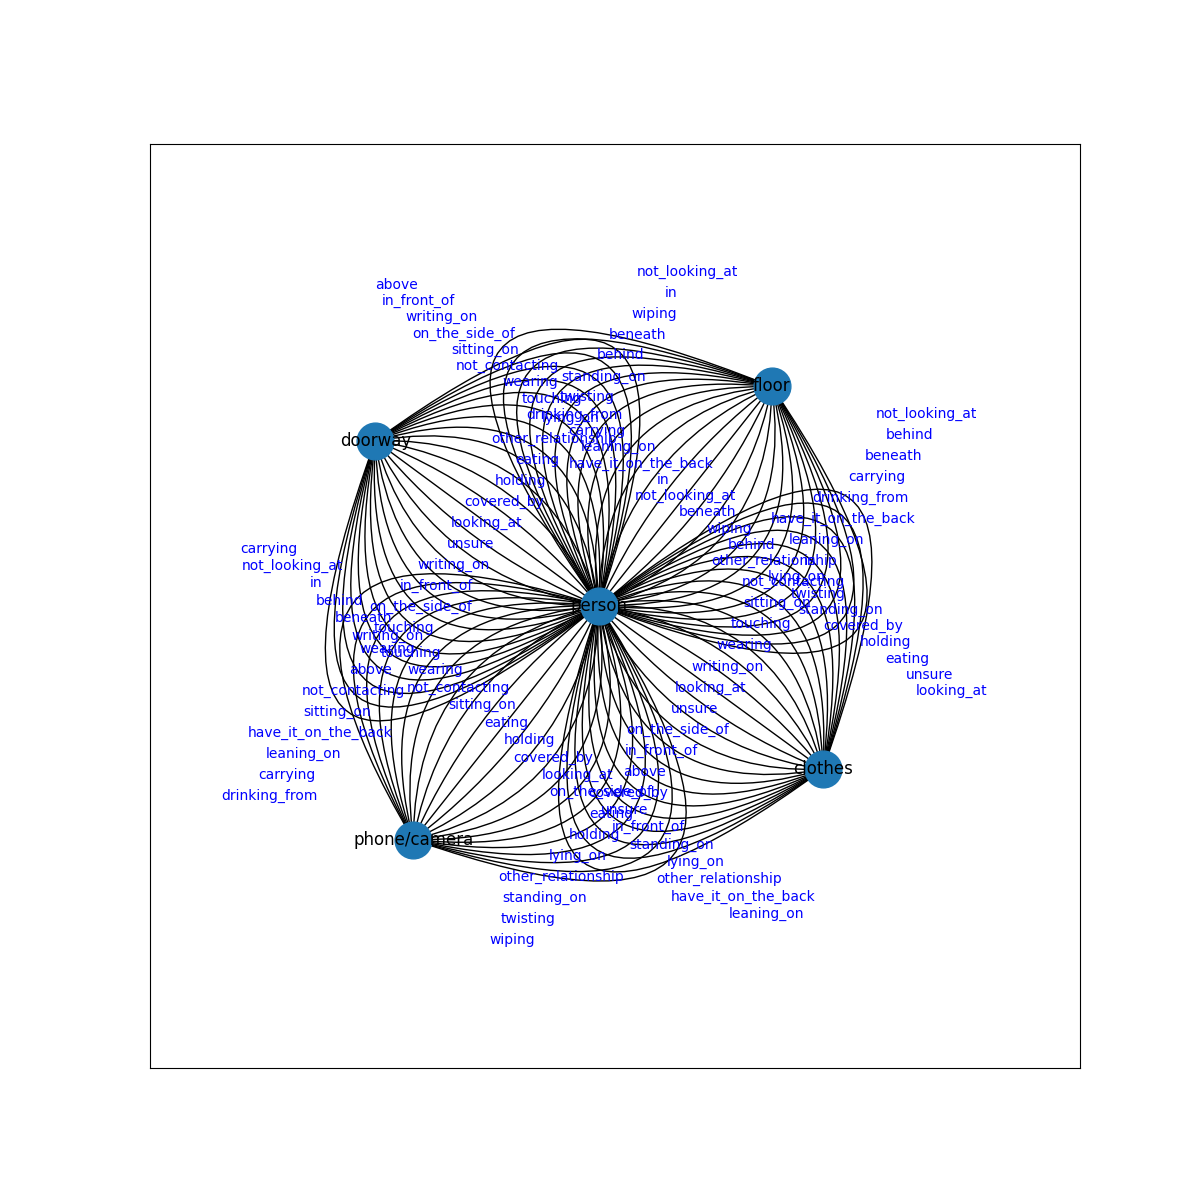 not_looking_at
above
in
in_front_of
wiping
writing_on
on_the_side_of
beneath
sitting_on
behind
not_contacting
standing_on
wearing
floor
touching
twisting
drinking_from
not_looking_at
lying_on
carrying
behind
doorway
other_relationship
leaning_on
beneath
eating
have_it_on_the_back
carrying
holding
in
not_looking_at
drinking_from
covered_by
beneath
have_it_on_the_back
looking_at
wiping
leaning_on
unsure
behind
carrying
not_looking_at
writing_on
other_relationship
in
lying_on
in
in_front_of
not_contacting
twisting
behind
on_the_side_of
person
sitting_on
standing_on
beneath
touching
touching
covered_by
writing_on
holding
wearing
touching
wearing
eating
above
wearing
writing_on
unsure
not_contacting
not_contacting
looking_at
looking_at
sitting_on
sitting_on
unsure
eating
on_the_side_of
have_it_on_the_back
holding
in_front_of
leaning_on
covered_by
above
clothes
carrying
looking_at
drinking_from
on_the_side_of
covered_by
unsure
eating
in_front_of
holding
phone/camera
standing_on
lying_on
lying_on
other_relationship
other_relationship
standing_on
have_it_on_the_back
twisting
leaning_on
wiping